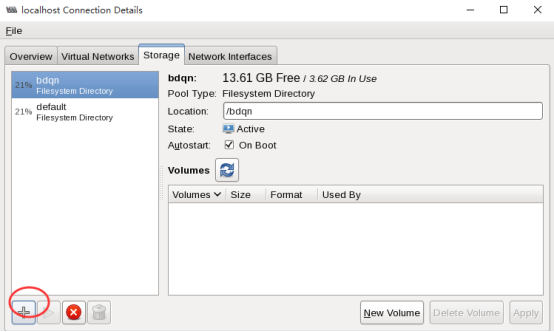 localhost Connection Details
File
Overview Virtual Networks Storage Network Interfaces
21% bdqn
Filesystem Directory
21% default
Filesystem Directory
bdqn: 13.61 GB Free / 3.62 GB In Use
Pool Type: Filesystem Directory
Location: /bdqn
State: Active
Autostart: On Boot
Volumes
Volumes Size Format Used By
New Volume Delete Volume Apply